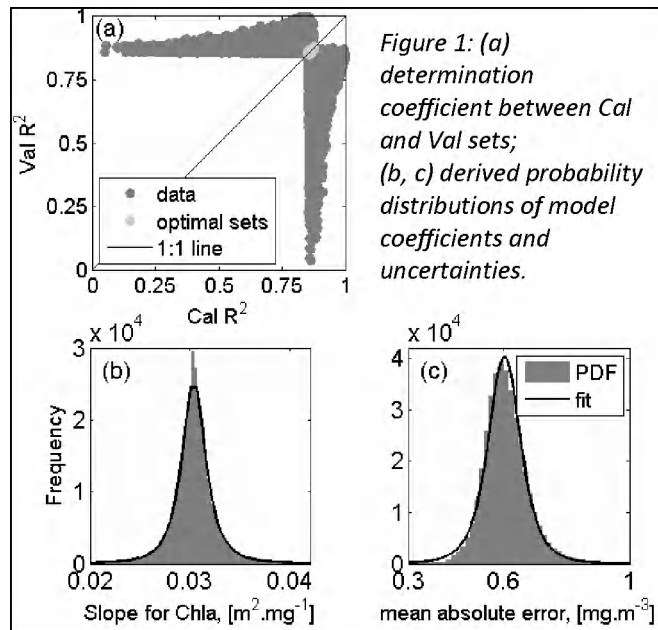 (a)
1
0.75
0.5
0.25
0
Val R²
data
optimal sets
1:1 line
0 0.25 0.5 0.75 1
Cal R²
Figure 1: (a)
determination
coefficient between Cal
and Val sets;
(b, c) derived probability
distributions of model
coefficients and
uncertainties.
x 10⁴
(b)
3
2
1
0
Frequency
0.02 0.03 0.04
Slope for Chla, [m².mg⁻¹]
x 10⁴
(c)
4
3
2
1
0
PDF
fit
0.3 0.6 1
mean absolute error, [mg.m⁻³]